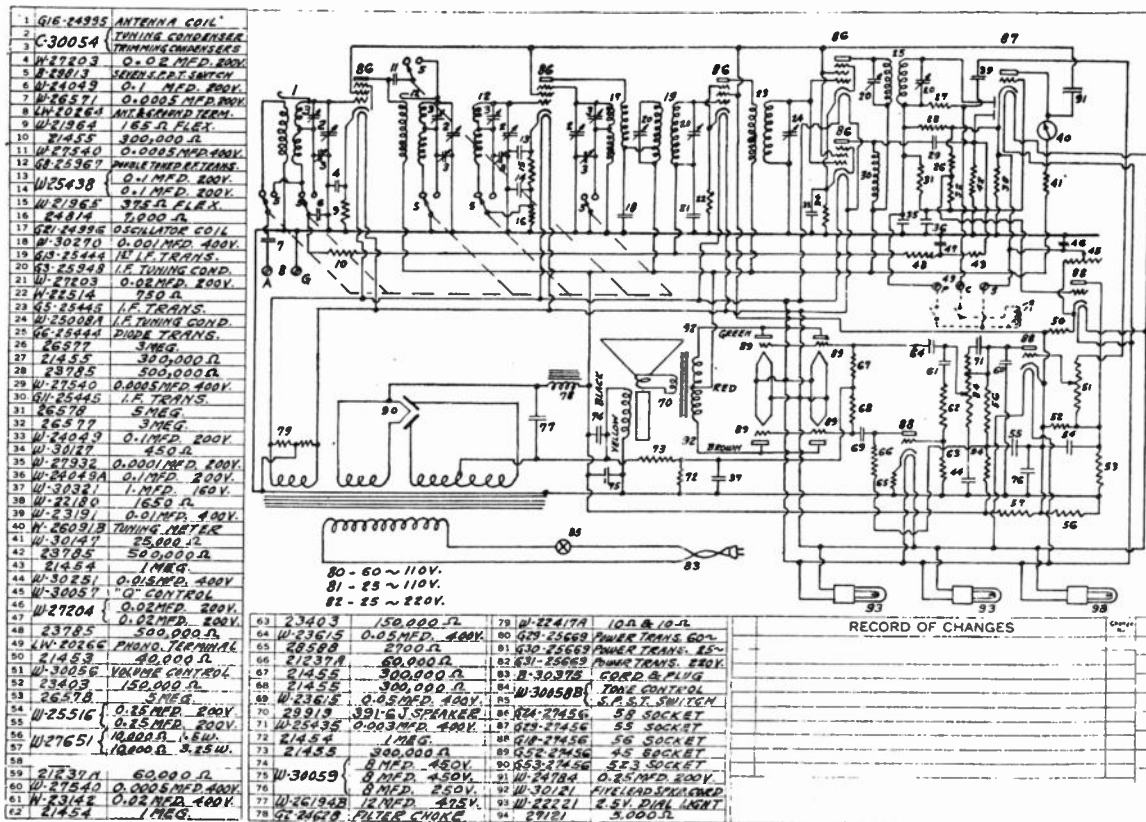 1 G16-24995 ANTENNA COIL
2 C-30054 { TUNING CONDENSER
3 TRIMMING CONDENSERS
4 W-27203 0.02 MFD. 200V.
5 B-29813 SEVEN S.P.D.T. SWITCH
6 W-24049 0.1 MFD. 200V.
7 W-26571 0.0005 MFD. 200V.
8 LW-20264 ANT. & GROUND TERM.
9 W-21964 165 Ω FLEX.
10 21455 300,000 Ω
11 W-27540 0.0005 MFD. 400V.
12 G8-25967 DOUBLE TUNED R.F. TRANS.
13 W-25438 { 0.1 MFD. 200V.
14 0.1 MFD. 200V.
15 W-21965 375 Ω FLEX.
16 24814 7,000 Ω
17 G21-24996 OSCILLATOR COIL
18 W-30270 0.001 MFD. 400V.
19 G13-25444 1ST I.F. TRANS.
20 G3-25948 I.F. TUNING COND.
21 W-27203 0.02 MFD. 200V.
22 W-22514 750 Ω
23 G5-25445 I.F. TRANS.
24 W-25008A I.F. TUNING COND.
25 G6-25444 DIODE TRANS.
26 26577 3 MEG.
27 21455 300,000 Ω
28 23785 500,000 Ω
29 W-27540 0.0005 MFD. 400V.
30 G11-25445 I.F. TRANS.
31 26578 5 MEG.
32 26577 3 MEG.
33 W-24049 0.1 MFD. 200V.
34 W-30127 450 Ω
35 W-27932 0.0001 MFD. 200V.
36 W-24049A 0.1 MFD. 200V.
37 W-30321 1. MFD. 160V.
38 W-22180 1650 Ω
39 W-23191 0.01 MFD. 400V.
40 W-26091B TUNING METER
41 W-30147 25,000 Ω
42 23785 500,000 Ω
43 21454 1 MEG.
44 W-30251 0.015 MFD. 400V
45 W-30057 "Q" CONTROL
46 W-27204 { 0.02 MFD. 200V.
47 0.02 MFD. 200V.
48 23785 500,000 Ω
49 LW-20266 PHONO. TERMINAL
50 21453 40,000 Ω
51 W-30056 VOLUME CONTROL
52 23403 150,000 Ω
53 26578 5 MEG.
54 W-25516 { 0.25 MFD. 200V
55 0.25 MFD. 200V.
56 W-27651 { 10,000 Ω 1.5W.
57 10,000 Ω 3.25W.
58
59 21237A 60,000 Ω
60 W-27540 0.0005 MFD. 400V.
61 W-23142 0.02 MFD. 400V.
62 21454 1 MEG.
80 - 60 ~ 110V.
81 - 25 ~ 110V.
82 - 25 ~ 220V.
GREEN
RED
BROWN
BLACK
YELLOW
A
G
P
C
S
63 23403 150,000 Ω
64 W-23615 0.05 MFD. 400V.
65 28588 2700 Ω
66 21237A 60,000 Ω
67 21455 300,000 Ω
68 21455 300,000 Ω
69 W-23615 0.05 MFD. 400V.
70 29919 391-6J SPEAKER
71 W-25435 0.003 MFD. 400V.
72 21454 1 MEG.
73 21455 300,000 Ω
74 W-30059 { 8 MFD. 450V.
75 8 MFD. 450V.
76 8 MFD. 250V.
77 W-26194B 12 MFD. 475V.
78 G2-24628 FILTER CHOKE
79 W-22417A 10 Ω & 10 Ω
80 G29-25669 POWER TRANS. 60~
81 G30-25669 POWER TRANS. 25~
82 G31-25669 POWER TRANS. 220V.
83 B-30375 CORD & PLUG
84 W-30058B { TONE CONTROL
85 S.P.S.T. SWITCH
86 G24-27456 58 SOCKET
87 G29-27456 55 SOCKET
88 G18-27456 56 SOCKET
89 G52-27456 45 SOCKET
90 G53-27456 5Z3 SOCKET
91 W-24784 0.25 MFD. 200V
92 W-30121 FIVE LEAD SPKR. CORD
93 W-22221 2.5V. DIAL LIGHT
94 27121 5,000 Ω
RECORD OF CHANGES